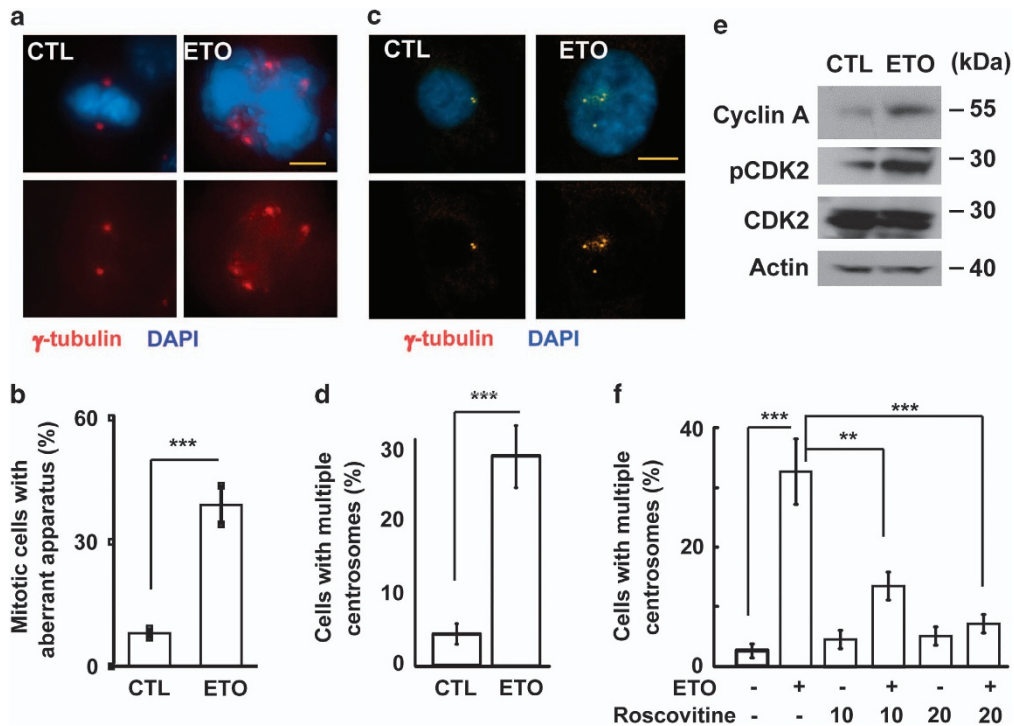 a
CTL
ETO
γ-tubulin DAPI
c
CTL
ETO
γ-tubulin DAPI
e
CTL ETO (kDa)
Cyclin A – 55
pCDK2 – 30
CDK2 – 30
Actin – 40
b
Mitotic cells with
aberrant apparatus (%)
60
30
0
***
CTL ETO
d
Cells with multiple
centrosomes (%)
30
20
10
0
***
CTL ETO
f
Cells with multiple
centrosomes (%)
40
20
0
***
**
***
ETO - + - + - +
Roscovitine - - 10 10 20 20